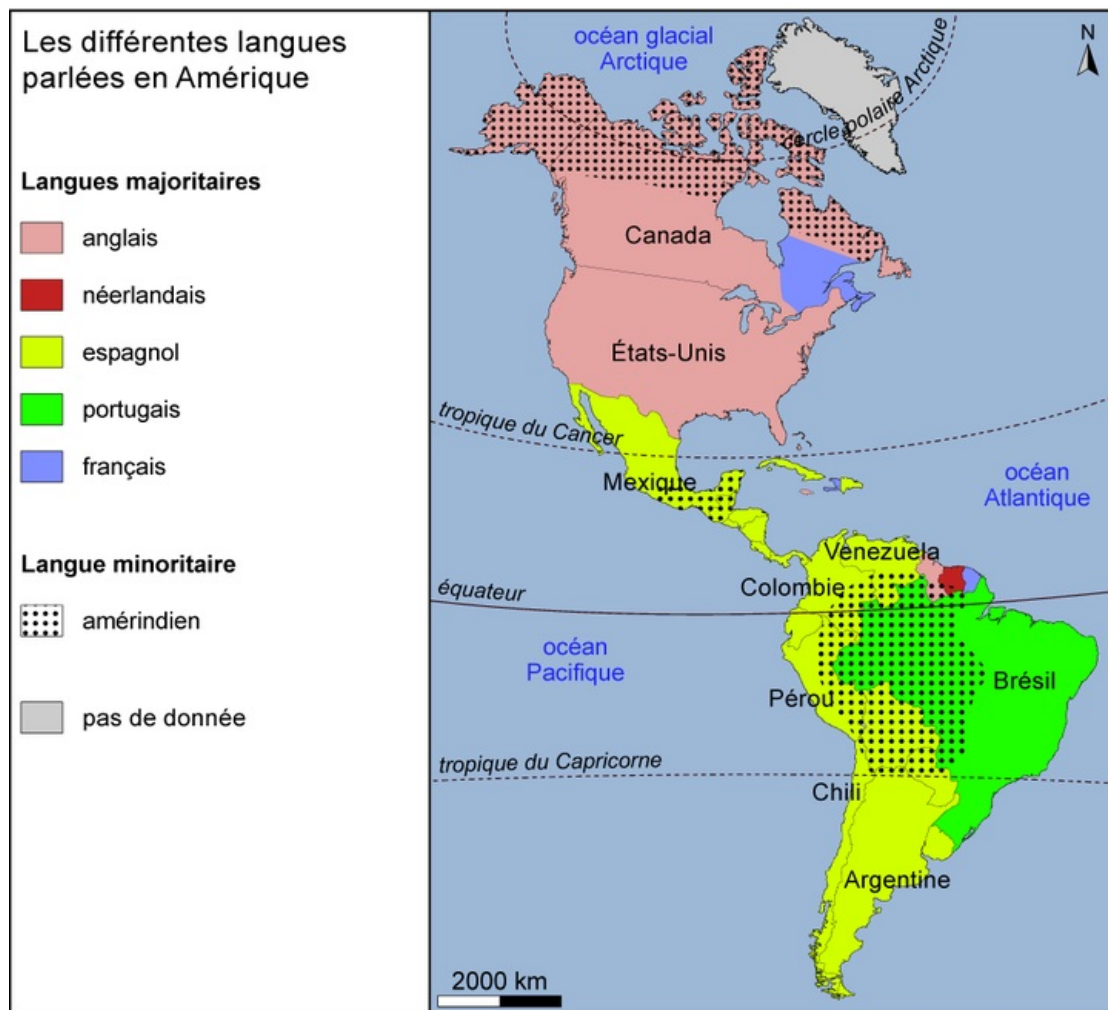 Les différentes langues
parlées en Amérique
Langues majoritaires
anglais
néerlandais
espagnol
portugais
français
Langue minoritaire
amérindien
pas de donnée
océan glacial
Arctique
N
cercle polaire Arctique
Canada
États-Unis
tropique du Cancer
Mexique
océan
Atlantique
Venezuela
Colombie
équateur
océan
Pacifique
Brésil
Pérou
tropique du Capricorne
Chili
Argentine
2000 km